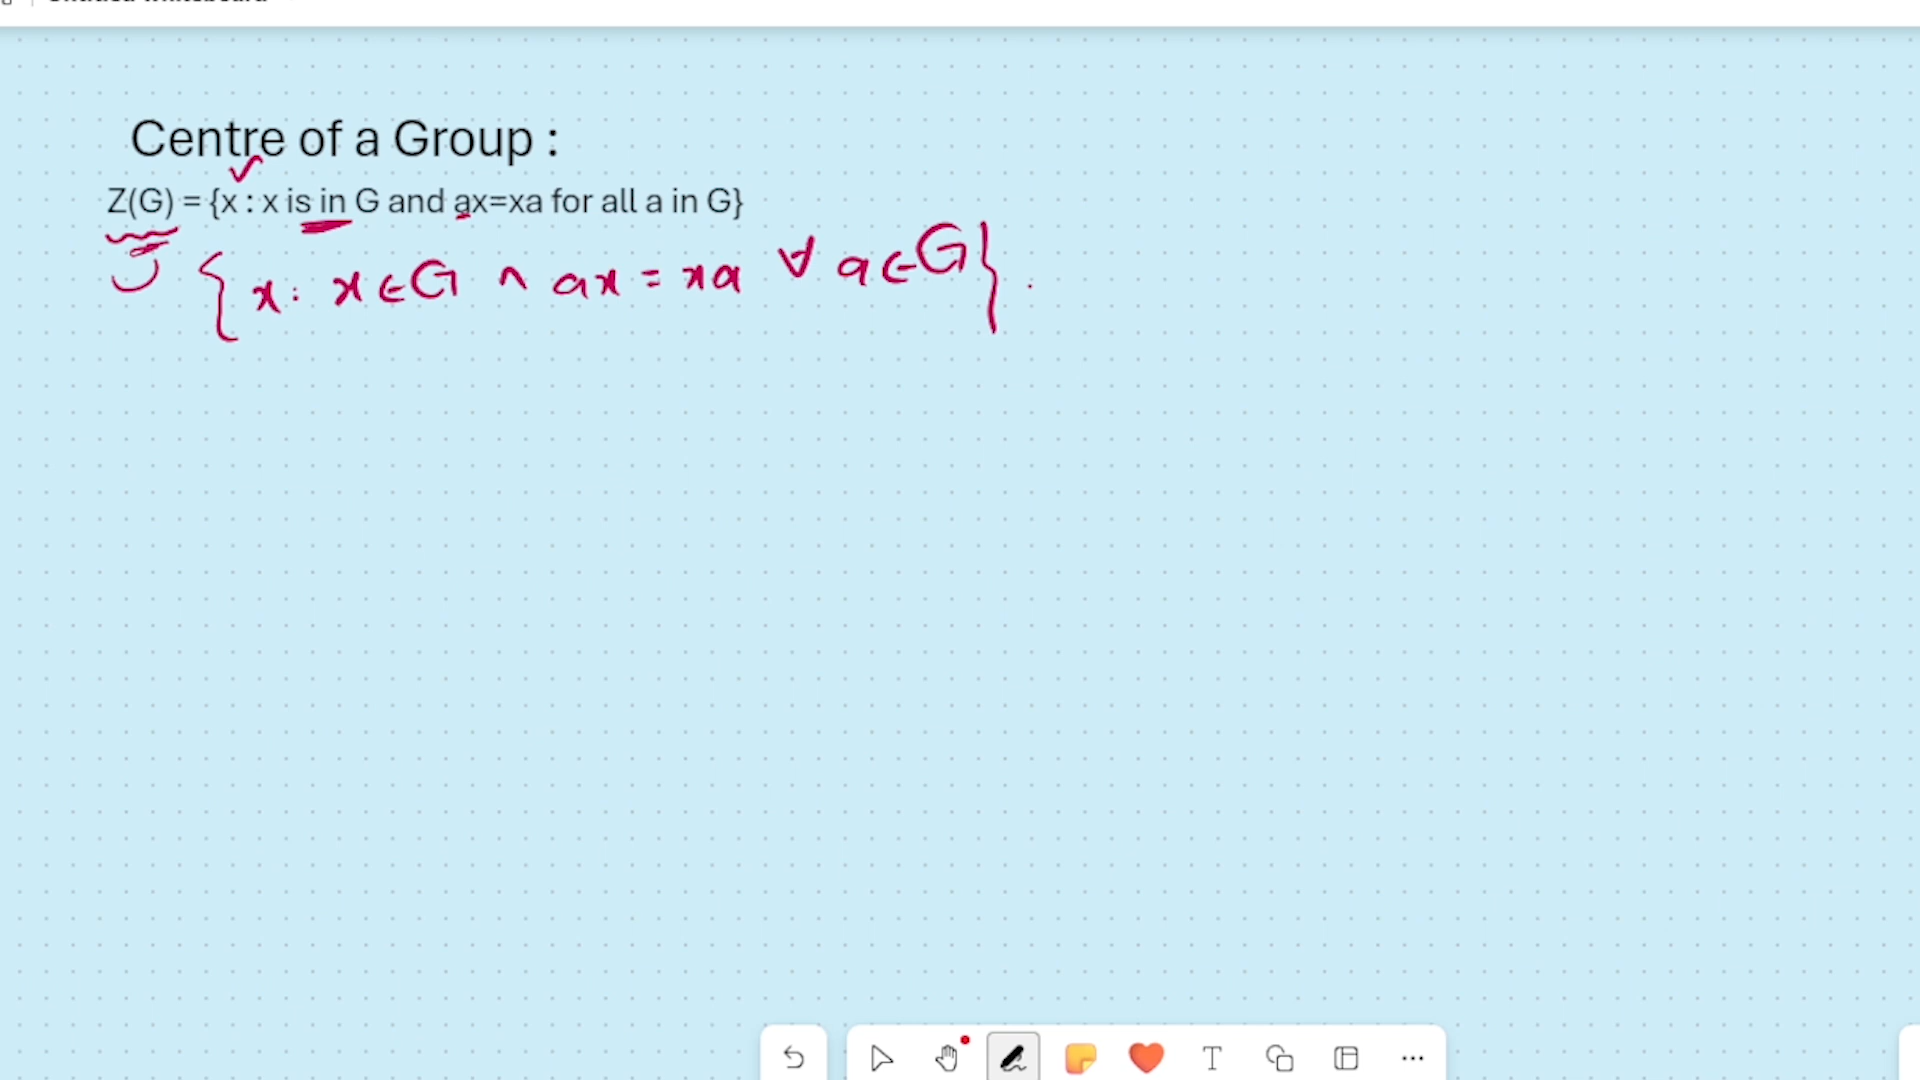 Centre of a Group :
Z(G) = {x : x is in G and ax=xa for all a in G}
{x : x ∈ G ∧ ax = xa ∀ a ∈ G}.